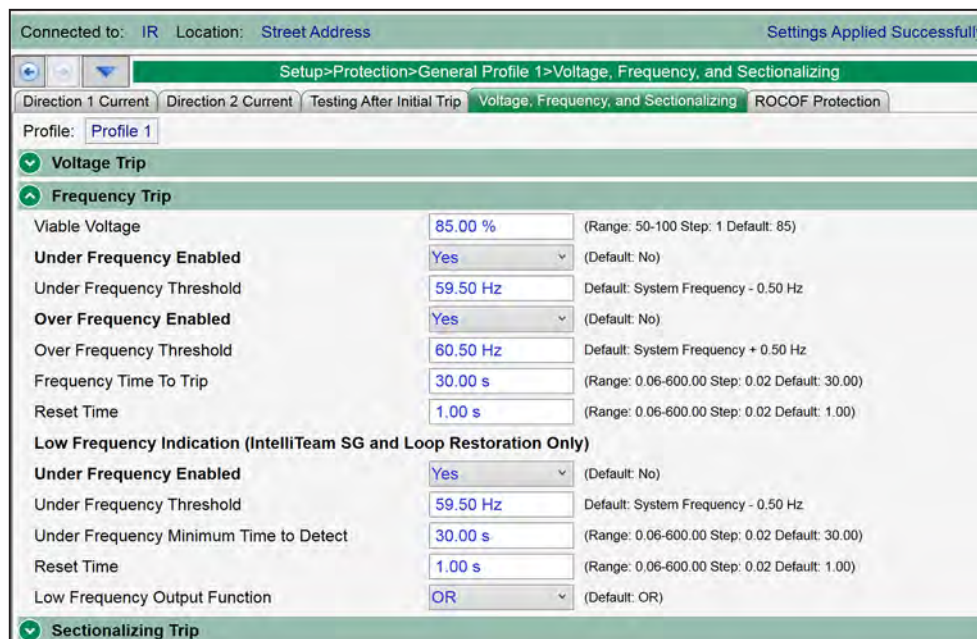 Connected to: IR Location: Street Address Settings Applied Successfully
Setup>Protection>General Profile 1>Voltage, Frequency, and Sectionalizing
Direction 1 Current Direction 2 Current Testing After Initial Trip Voltage, Frequency, and Sectionalizing ROCOF Protection
Profile: Profile 1
Voltage Trip
Frequency Trip
Viable Voltage 85.00 % (Range: 50-100 Step: 1 Default: 85)
Under Frequency Enabled Yes (Default: No)
Under Frequency Threshold 59.50 Hz Default: System Frequency - 0.50 Hz
Over Frequency Enabled Yes (Default: No)
Over Frequency Threshold 60.50 Hz Default: System Frequency + 0.50 Hz
Frequency Time To Trip 30.00 s (Range: 0.06-600.00 Step: 0.02 Default: 30.00)
Reset Time 1.00 s (Range: 0.06-600.00 Step: 0.02 Default: 1.00)
Low Frequency Indication (IntelliTeam SG and Loop Restoration Only)
Under Frequency Enabled Yes (Default: No)
Under Frequency Threshold 59.50 Hz Default: System Frequency - 0.50 Hz
Under Frequency Minimum Time to Detect 30.00 s (Range: 0.06-600.00 Step: 0.02 Default: 30.00)
Reset Time 1.00 s (Range: 0.06-600.00 Step: 0.02 Default: 1.00)
Low Frequency Output Function OR (Default: OR)
Sectionalizing Trip